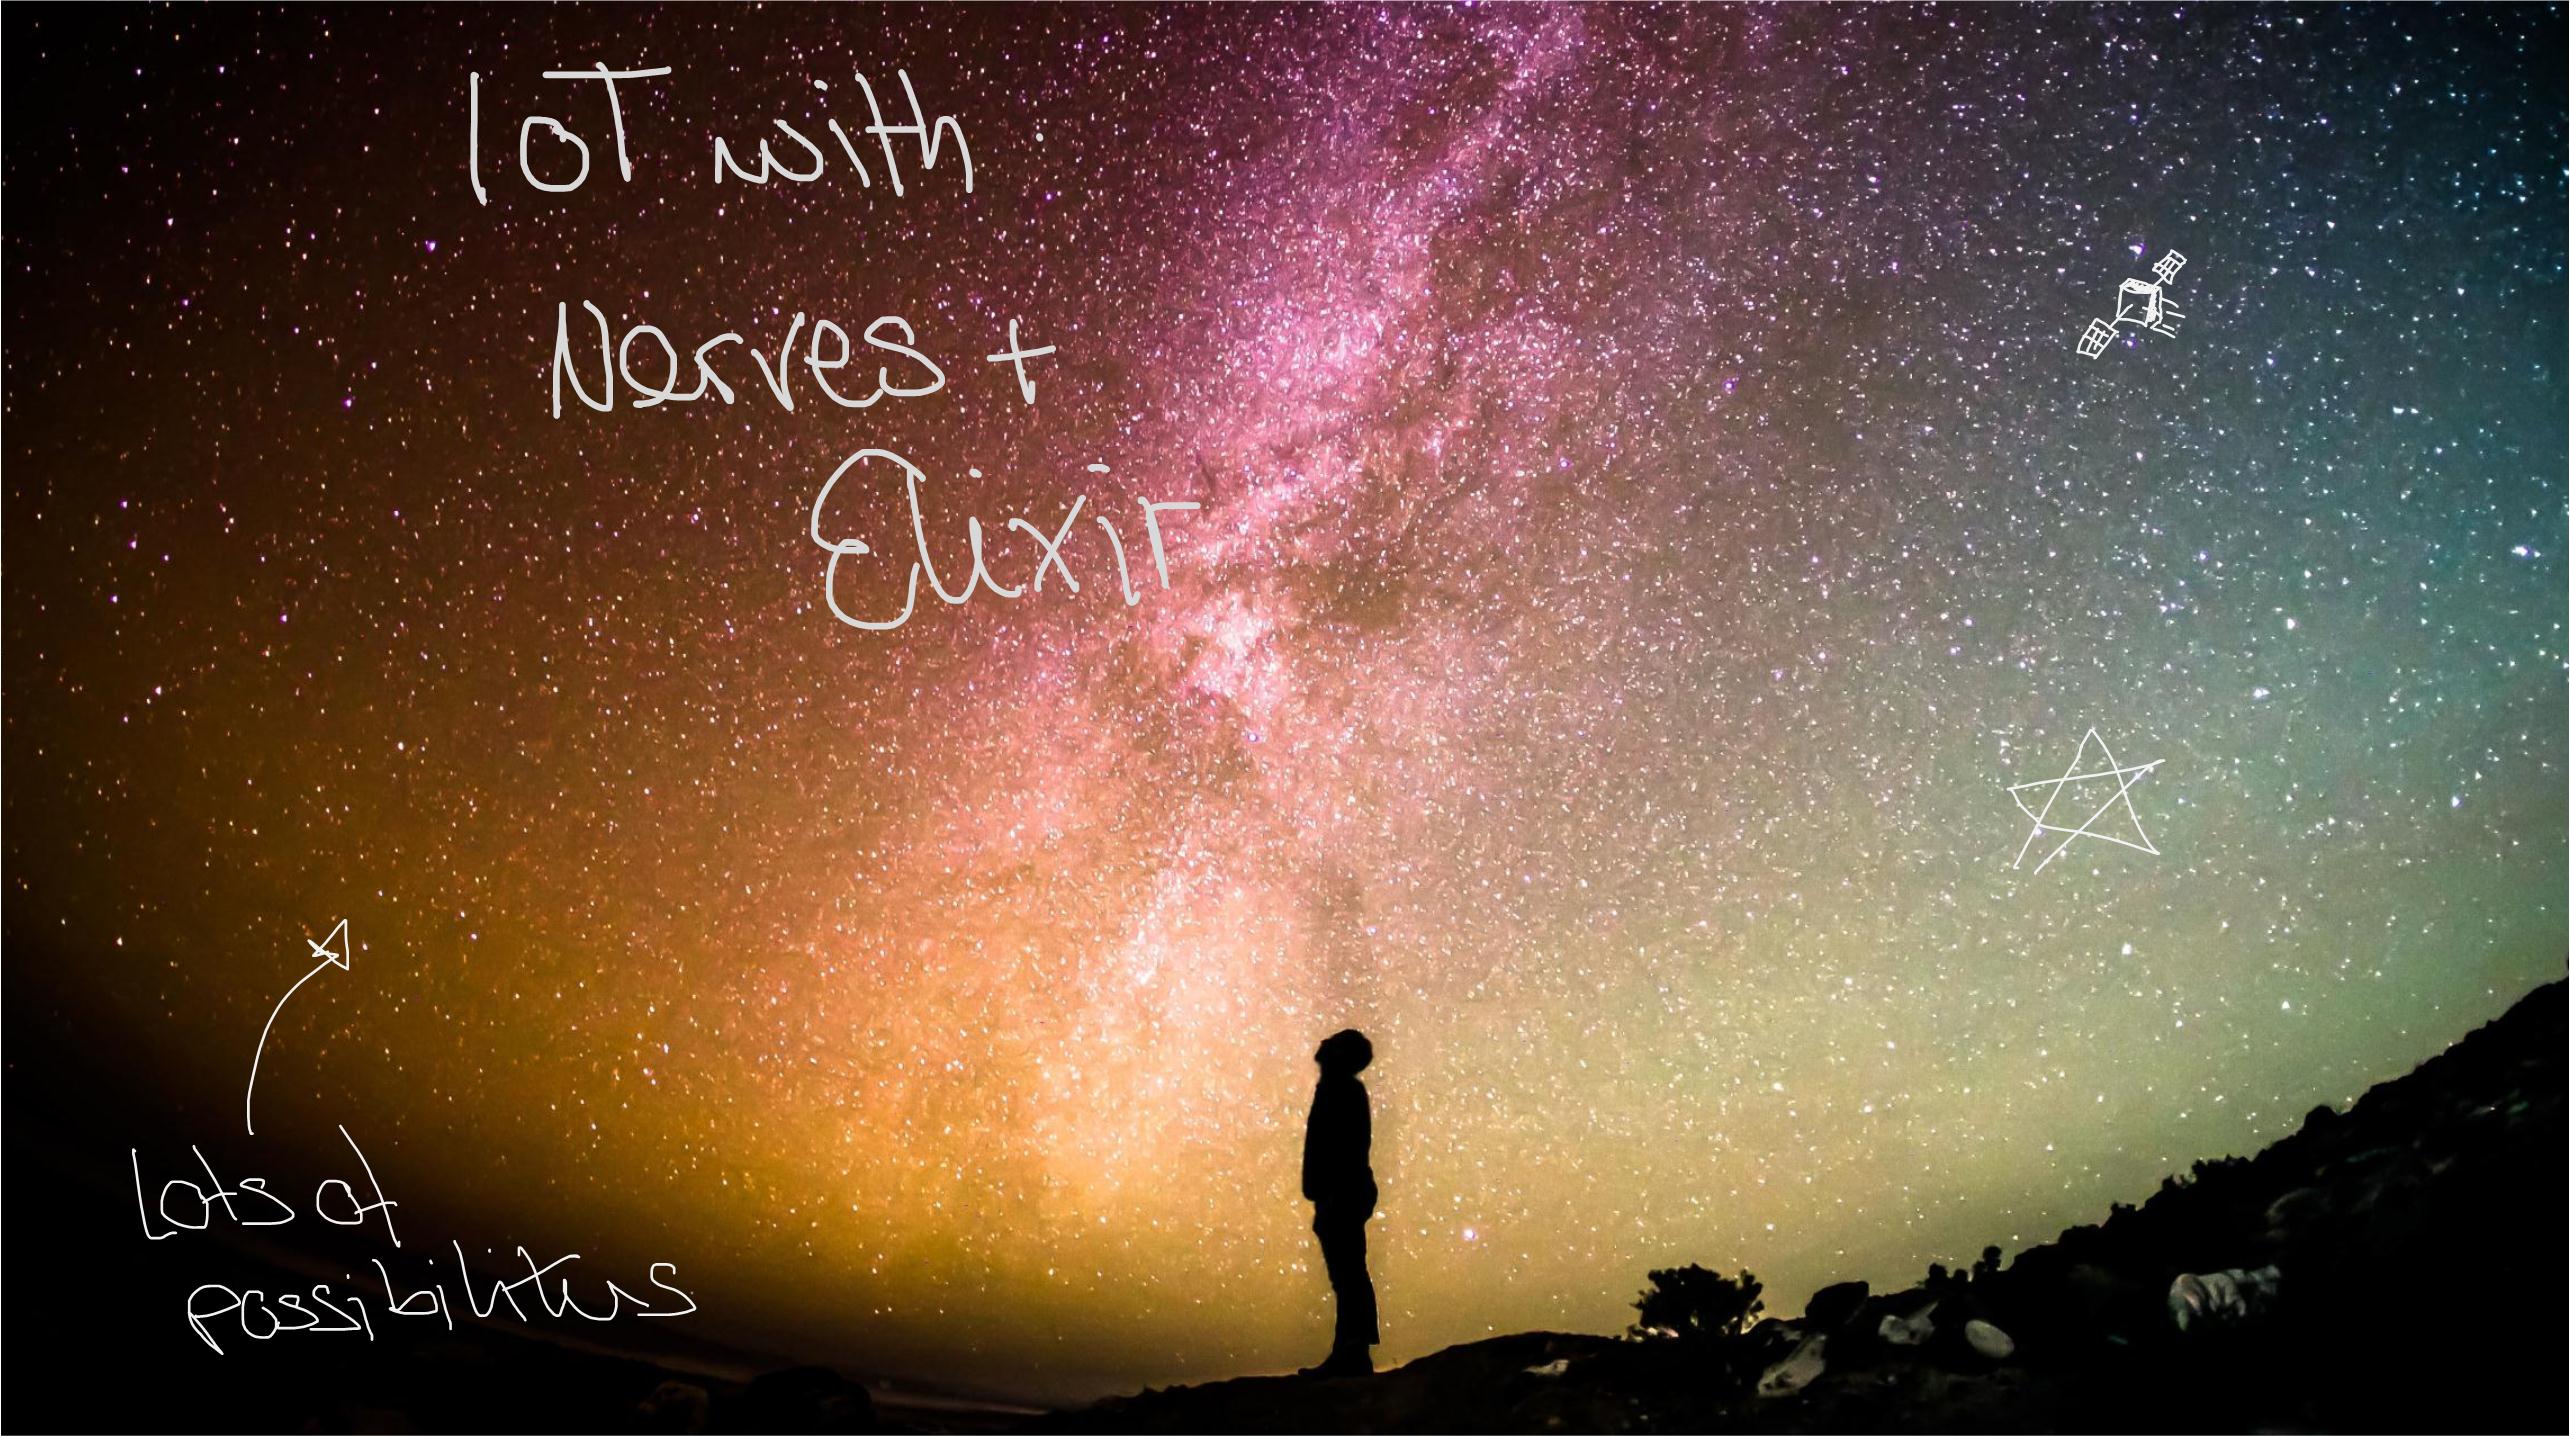 IoT with
Nerves +
Elixir
Lots of
possibilities